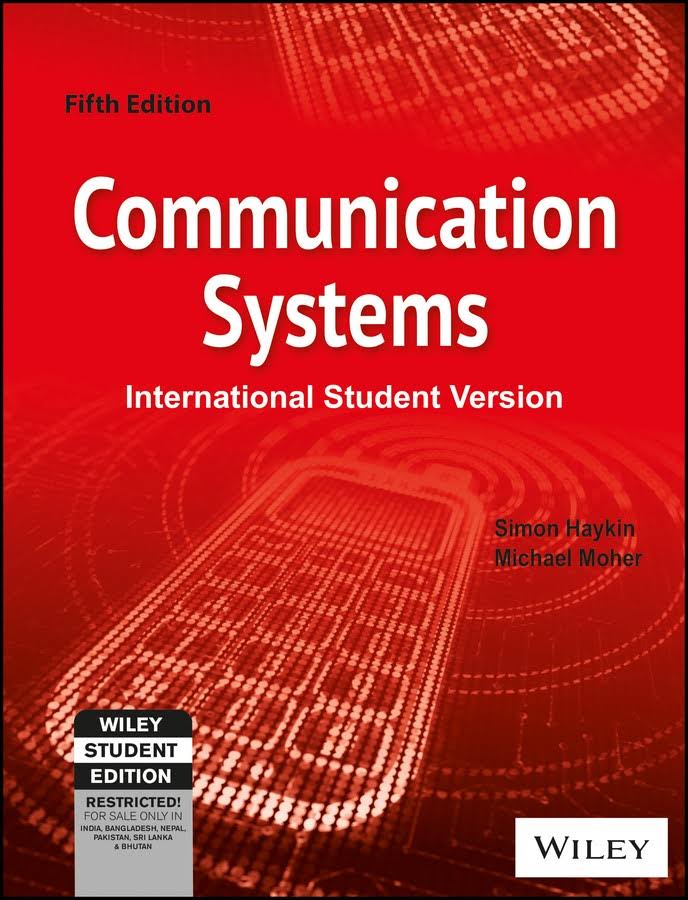 Fifth Edition
Communication
Systems
International Student Version
Simon Haykin
Michael Moher
WILEY
STUDENT
EDITION
RESTRICTED!
FOR SALE ONLY IN
INDIA, BANGLADESH, NEPAL,
PAKISTAN, SRI LANKA
& BHUTAN
WILEY